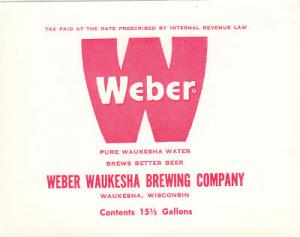 TAX PAID AT THE RATE PRESCRIBED BY INTERNAL REVENUE LAW
W
Weber®
PURE WAUKESHA WATER
BREWS BETTER BEER
WEBER WAUKESHA BREWING COMPANY
WAUKESHA, WISCONSIN
Contents 15½ Gallons